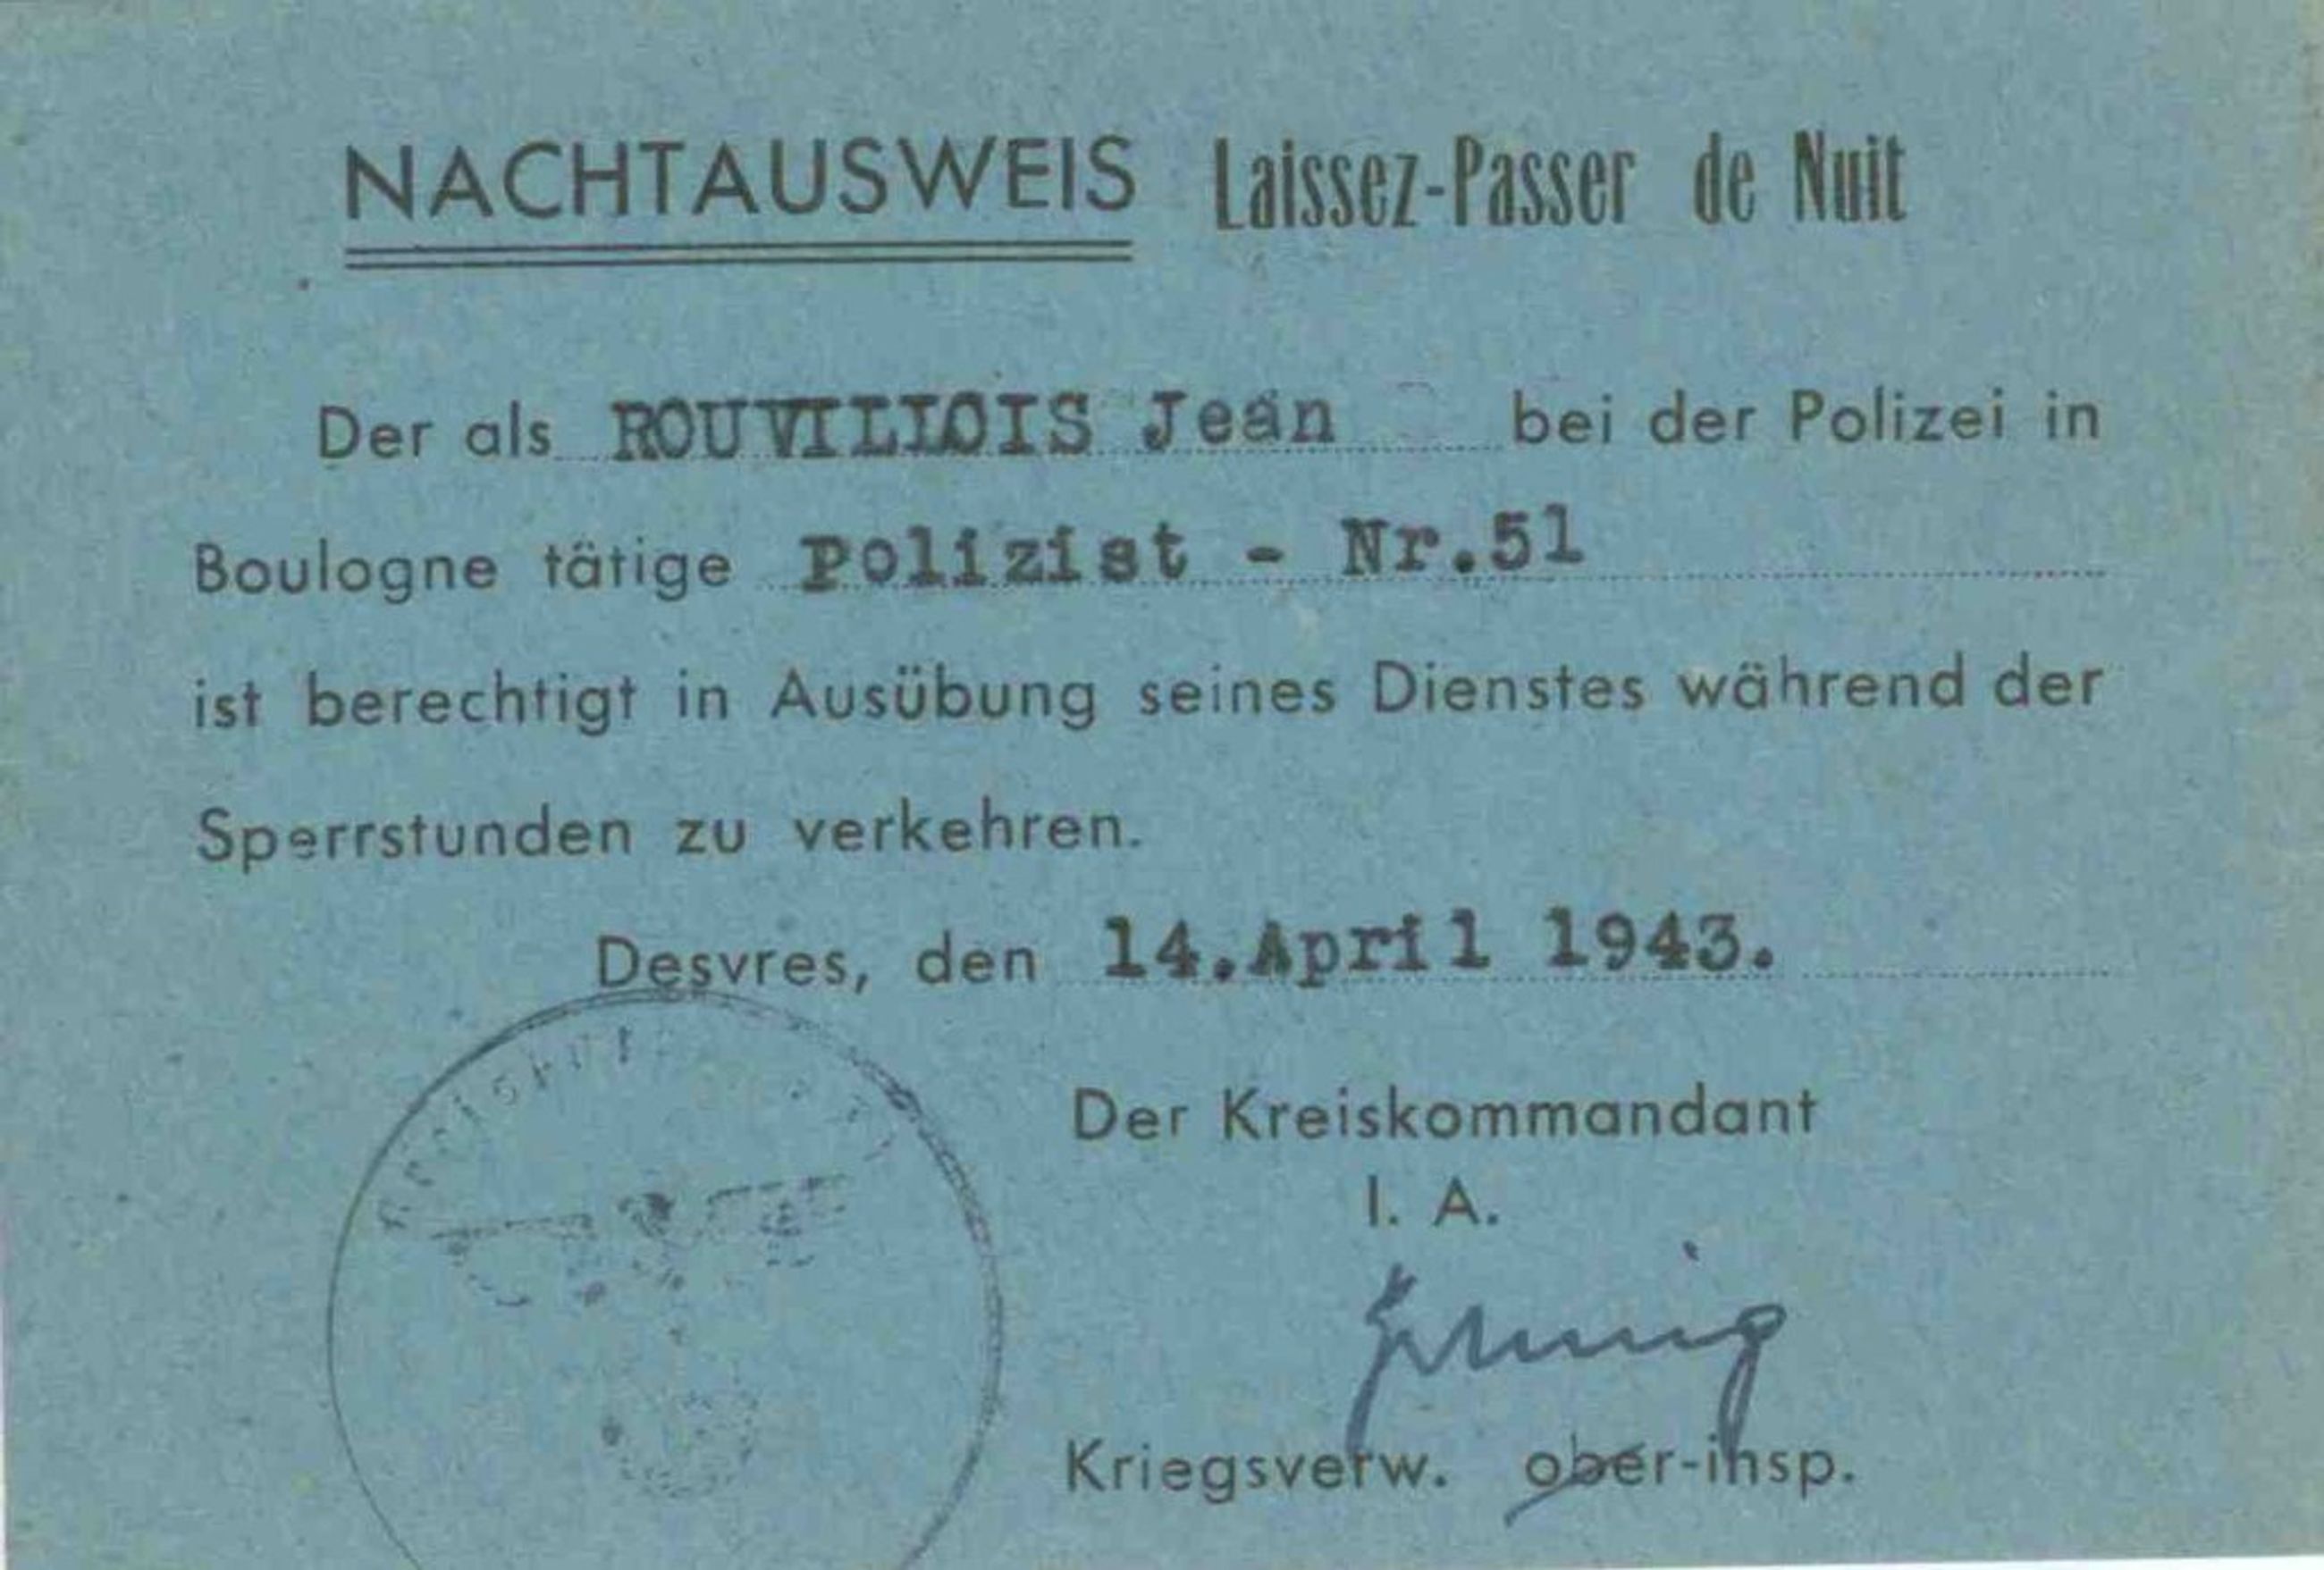 NACHTAUSWEIS Laissez-Passer de Nuit
Der als ROUVILLOIS Jean bei der Polizei in
Boulogne tätige Polizist - Nr.51
ist berechtigt in Ausübung seines Dienstes während der
Sperrstunden zu verkehren.
Desvres, den 14.April 1943.
Der Kreiskommandant
I. A.
Kriegsverw. ober-insp.